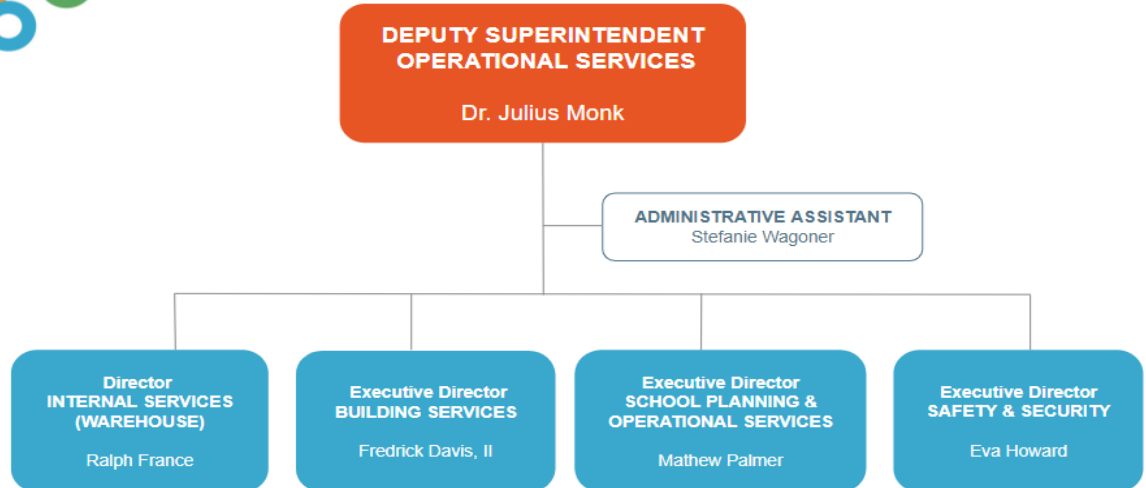 DEPUTY SUPERINTENDENT
OPERATIONAL SERVICES
Dr. Julius Monk
ADMINISTRATIVE ASSISTANT
Stefanie Wagoner
Director
INTERNAL SERVICES
(WAREHOUSE)
Ralph France
Executive Director
BUILDING SERVICES
Fredrick Davis, II
Executive Director
SCHOOL PLANNING &
OPERATIONAL SERVICES
Mathew Palmer
Executive Director
SAFETY & SECURITY
Eva Howard